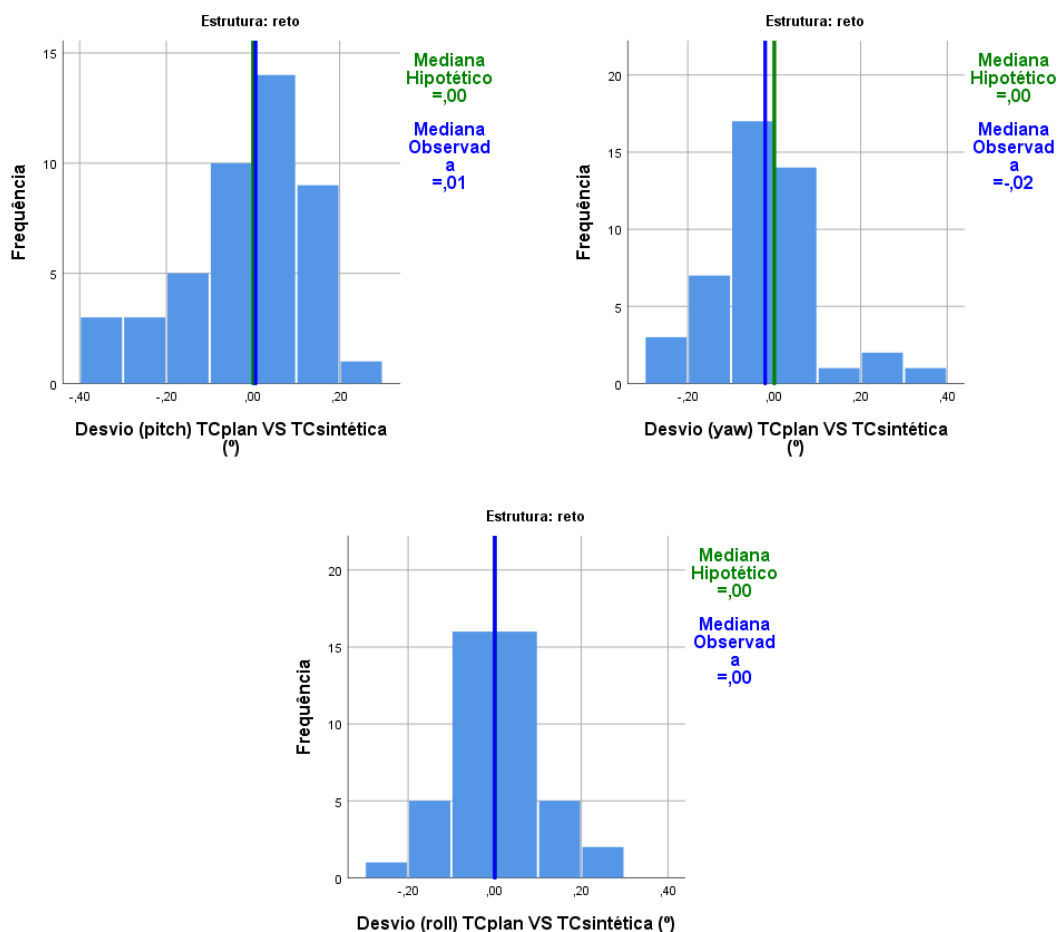 Estrutura: reto
15
10
5
0
Frequência
-,40
-,20
,00
,20
Desvio (pitch) TCplan VS TCsintética
(º)
Mediana
Hipotético
=,00
Mediana
Observad
a
=,01
Estrutura: reto
20
15
10
5
0
Frequência
-,20
,00
,20
,40
Desvio (yaw) TCplan VS TCsintética
(º)
Mediana
Hipotético
=,00
Mediana
Observad
a
=-,02
Estrutura: reto
20
15
10
5
0
Frequência
-,20
,00
,20
,40
Desvio (roll) TCplan VS TCsintética (º)
Mediana
Hipotético
=,00
Mediana
Observad
a
=,00